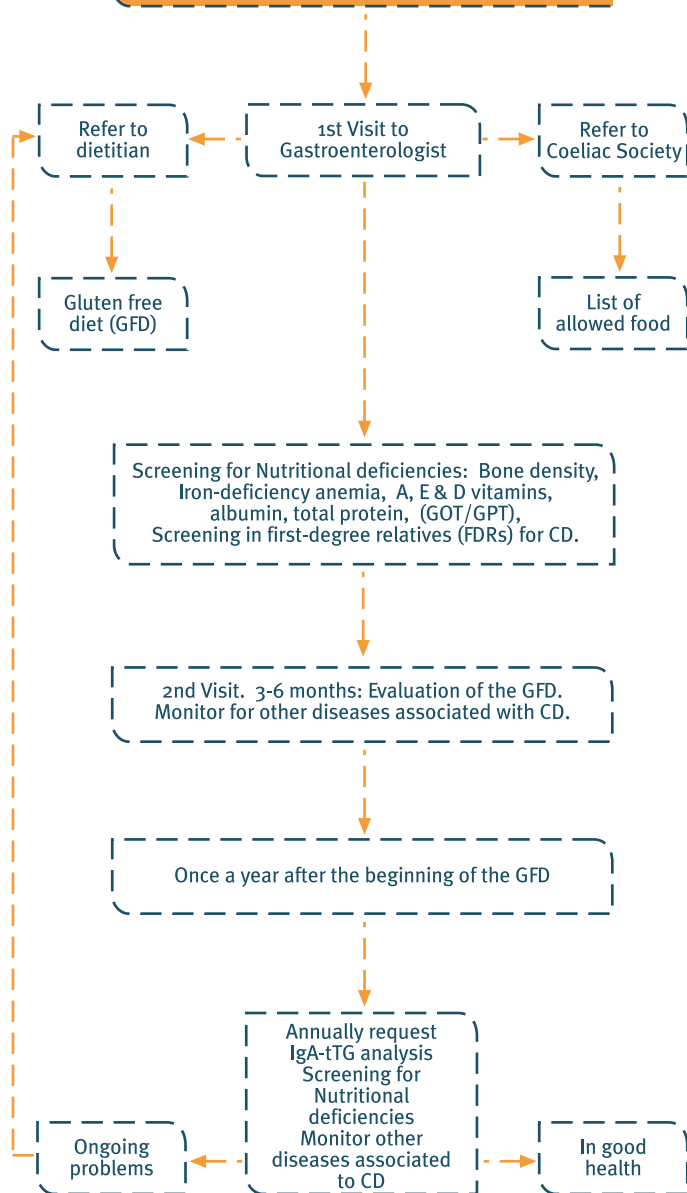 Refer to
dietitian
1st Visit to
Gastroenterologist
Refer to
Coeliac Society
Gluten free
diet (GFD)
List of
allowed food
Screening for Nutritional deficiencies: Bone density,
Iron-deficiency anemia, A, E & D vitamins,
albumin, total protein, (GOT/GPT),
Screening in first-degree relatives (FDRs) for CD.
2nd Visit. 3-6 months: Evaluation of the GFD.
Monitor for other diseases associated with CD.
Once a year after the beginning of the GFD
Annually request
IgA-tTG analysis
Screening for
Nutritional
deficiencies
Monitor other
diseases associated
to CD
Ongoing
problems
In good
health